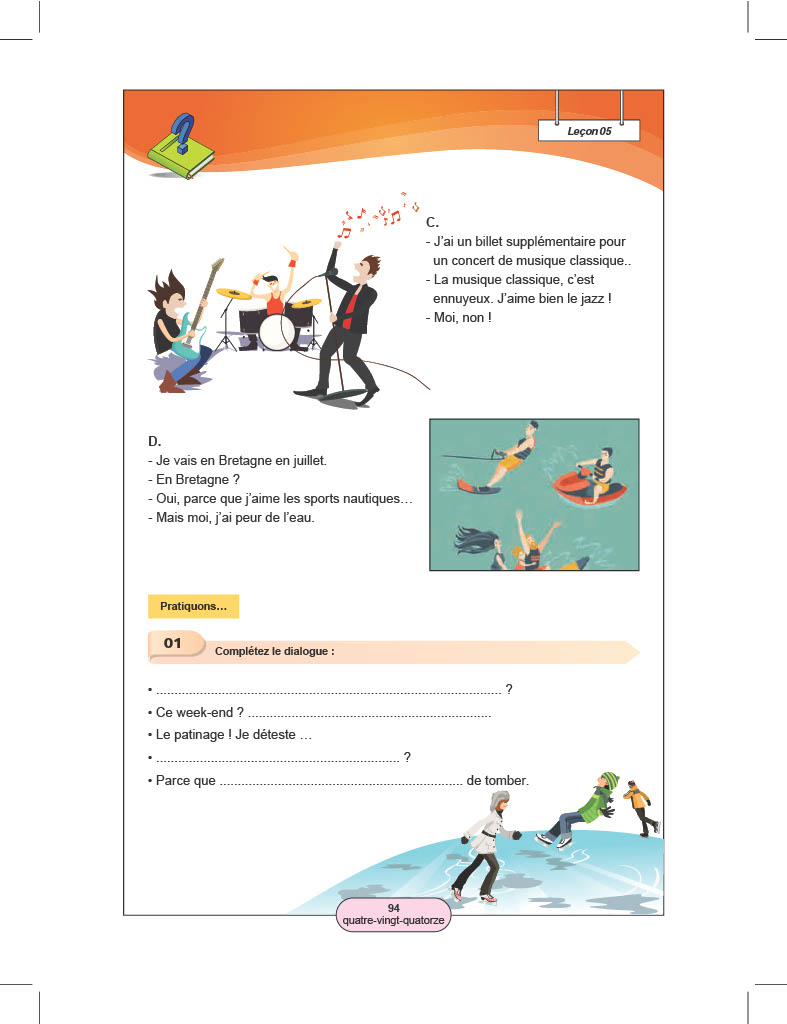 Leçon 05
C.
- J’ai un billet supplémentaire pour
un concert de musique classique..
- La musique classique, c’est
ennuyeux. J’aime bien le jazz !
- Moi, non !
D.
- Je vais en Bretagne en juillet.
- En Bretagne ?
- Oui, parce que j’aime les sports nautiques…
- Mais moi, j’ai peur de l’eau.
Pratiquons…
01
Complétez le dialogue :
• ............................................................................................... ?
• Ce week-end ? ...................................................................
• Le patinage ! Je déteste …
• ................................................................... ?
• Parce que ................................................................... de tomber.
94
quatre-vingt-quatorze